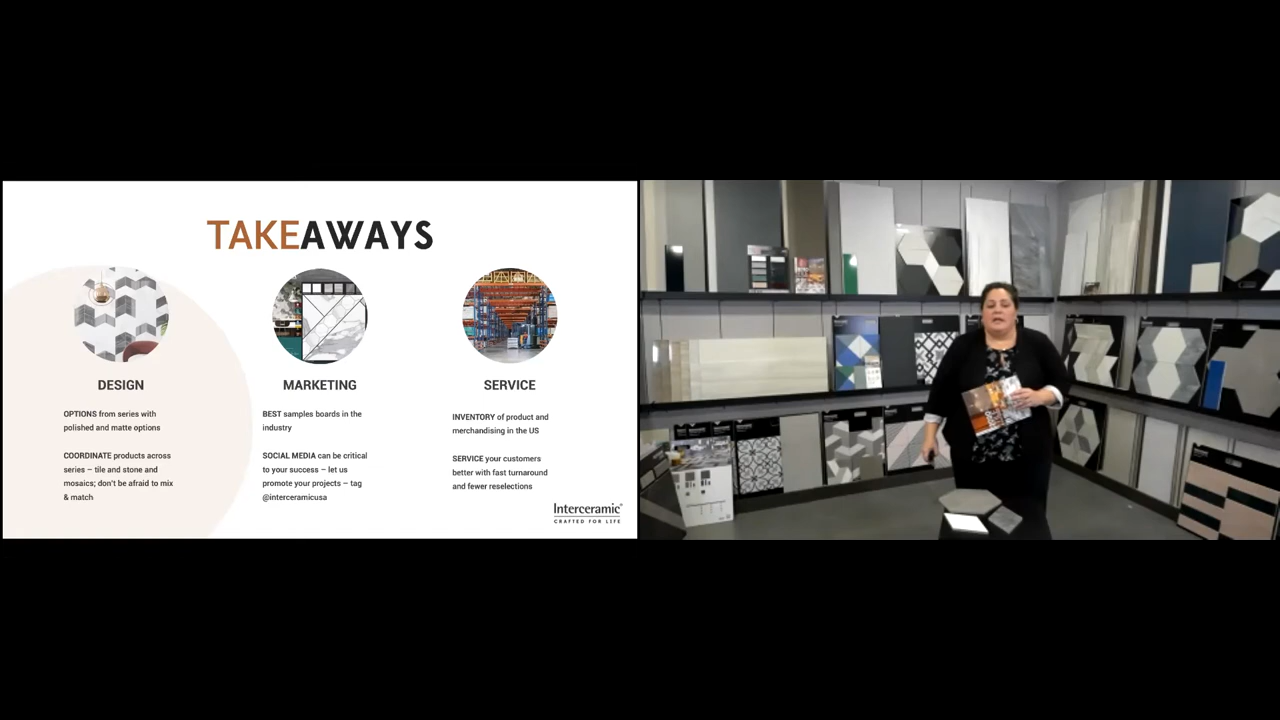 TAKEAWAYS
DESIGN
OPTIONS from series with
polished and matte options
COORDINATE products across
series – tile and stone and
mosaics; don't be afraid to mix
& match
MARKETING
BEST samples boards in the
industry
SOCIAL MEDIA can be critical
to your success – let us
promote your projects – tag
@interceramicusa
SERVICE
INVENTORY of product and
merchandising in the US
SERVICE your customers
better with fast turnaround
and fewer reselections
Interceramic®
CRAFTED FOR LIFE